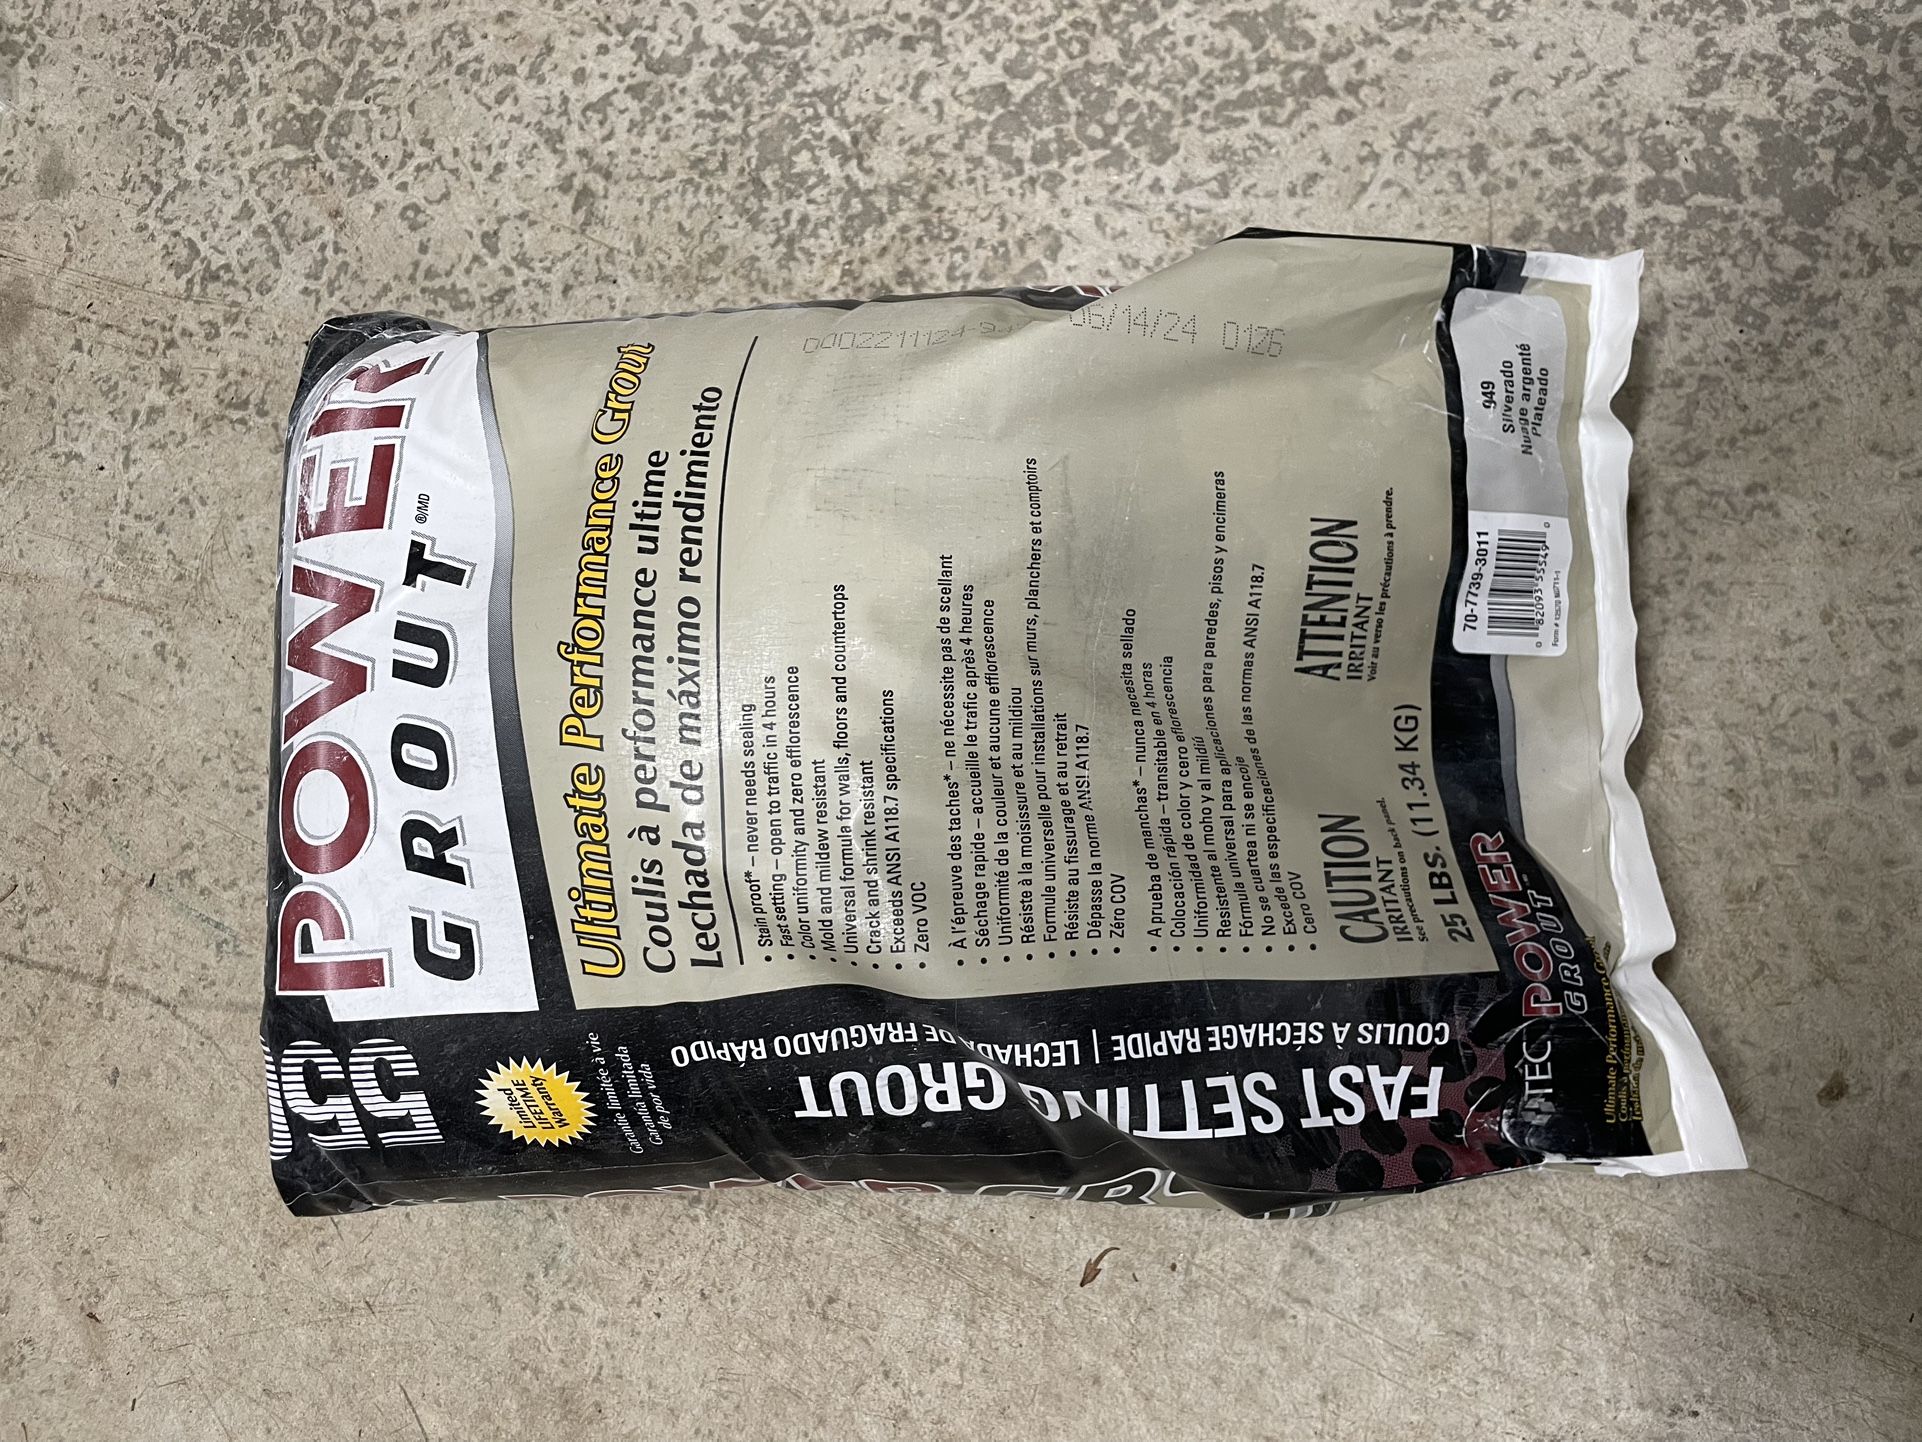 POWER
GROUT ®/MD
Ultimate Performance Grout
Coulis à performance ultime
Lechada de máximo rendimiento
• Stain proof* – never needs sealing
• Fast setting – open to traffic in 4 hours
• Color uniformity and zero efflorescence
• Mold and mildew resistant
• Universal formula for walls, floors and countertops
• Crack and shrink resistant
• Exceeds ANSI A118.7 specifications
• Zero VOC
• À l'épreuve des taches* – ne nécessite pas de scellant
• Séchage rapide – accueille le trafic après 4 heures
• Uniformité de la couleur et aucune efflorescence
• Résiste à la moisissure et au mildiou
• Formule universelle pour installations sur murs, planchers et comptoirs
• Résiste au fissurage et au retrait
• Dépasse la norme ANSI A118.7
• Zéro COV
• A prueba de manchas* – nunca necesita sellado
• Colocación rápida – transitable en 4 horas
• Uniformidad de color y cero eflorescencia
• Resistente al moho y al mildiú
• Fórmula universal para aplicaciones para paredes, pisos y encimeras
• No se cuartea ni se encoje
• Excede las especificaciones de las normas ANSI A118.7
• Cero COV
CAUTION
IRRITANT
See precautions on back panel.
ATTENTION
IRRITANT
Voir au verso les précautions à prendre.
25 LBS. (11.34 KG)
06/14/24 0126
70-7739-3011
949
Silverado
Nuage argenté
Plateado
0 82093 55549 0
POWER
GROUT
Ultimate Performance
Limited
LIFETIME
Warranty
Garantie limitée à vie
Garantía limitada
de por vida
FAST SETTING GROUT
COULIS À SÉCHAGE RAPIDE | LECHADA DE FRAGUADO RÁPIDO